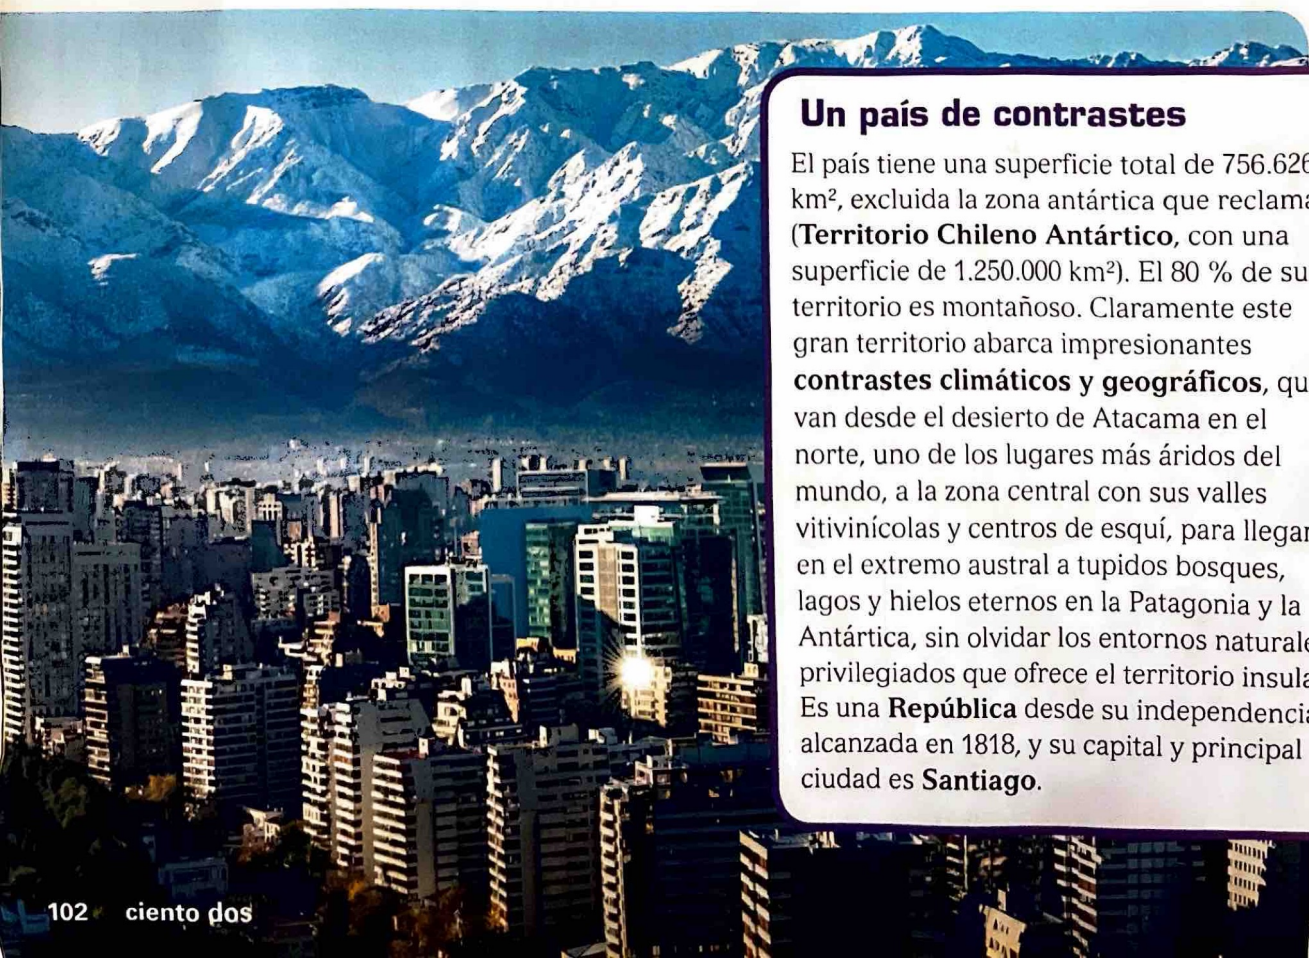 Un país de contrastes
El país tiene una superficie total de 756.626
km², excluida la zona antártica que reclama
(Territorio Chileno Antártico, con una
superficie de 1.250.000 km²). El 80 % de su
territorio es montañoso. Claramente este
gran territorio abarca impresionantes
contrastes climáticos y geográficos, qu
van desde el desierto de Atacama en el
norte, uno de los lugares más áridos del
mundo, a la zona central con sus valles
vitivinícolas y centros de esquí, para llegar
en el extremo austral a tupidos bosques,
lagos y hielos eternos en la Patagonia y la
Antártica, sin olvidar los entornos naturale
privilegiados que ofrece el territorio insula
Es una República desde su independencia
alcanzada en 1818, y su capital y principal
ciudad es Santiago.
102 ciento dos